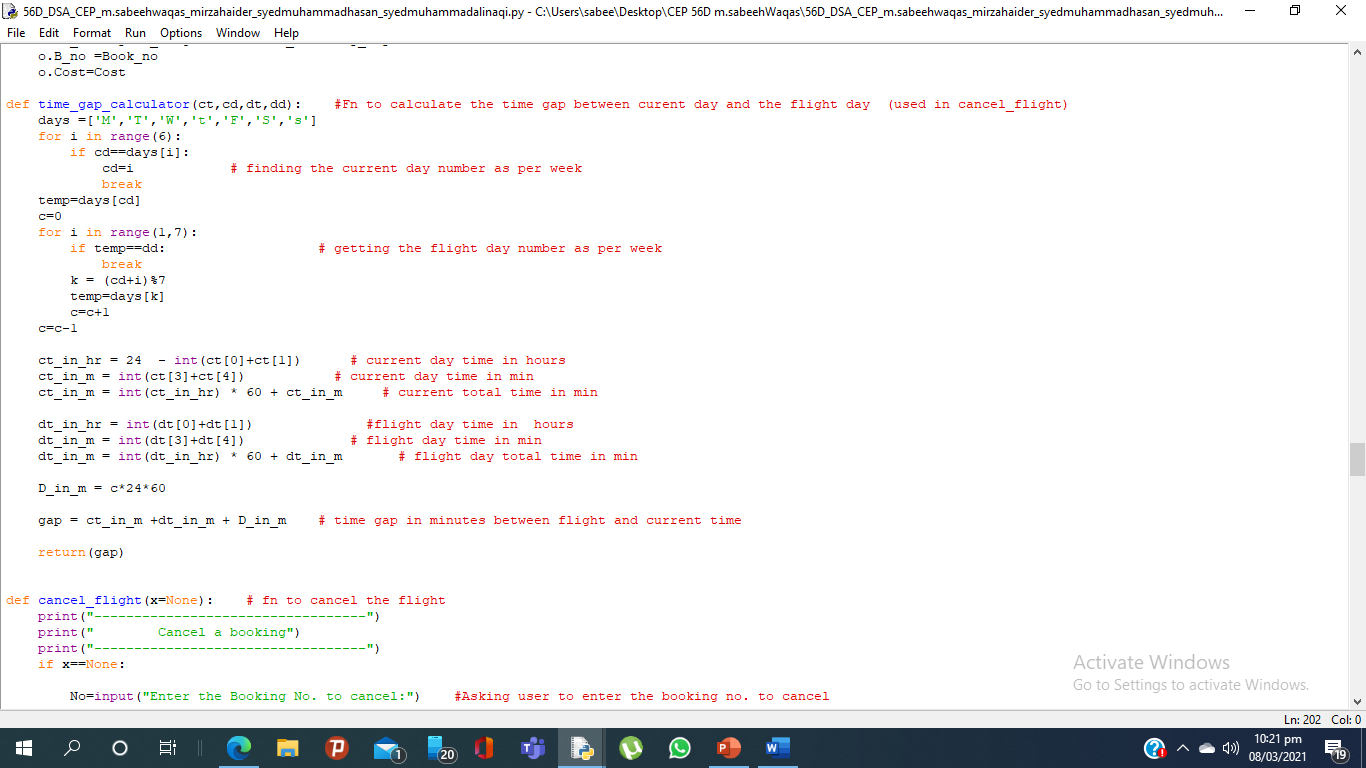 56D_DSA_CEP_m.sabeehwaqas_mirzahaider_syedmuhammadhasan_syedmuhammadalinaqi.py - C:\Users\sabee\Desktop\CEP 56D m.sabeehWaqas\56D_DSA_CEP_m.sabeehwaqas_mirzahaider_syedmuhammadhasan_syedmuh...
File Edit Format Run Options Window Help
    o.B_no =Book_no
    o.Cost=Cost

def time_gap_calculator(ct,cd,dt,dd):    #Fn to calculate the time gap between curent day and the flight day  (used in cancel_flight)
    days =['M','T','W','t','F','S','s']
    for i in range(6):
        if cd==days[i]:
            cd=i            # finding the current day number as per week
            break
    temp=days[cd]
    c=0
    for i in range(1,7):
        if temp==dd:                   # getting the flight day number as per week
            break
        k = (cd+i)%7
        temp=days[k]
        c=c+1
    c=c-1

    ct_in_hr = 24  - int(ct[0]+ct[1])      # current day time in hours
    ct_in_m = int(ct[3]+ct[4])           # current day time in min
    ct_in_m = int(ct_in_hr) * 60 + ct_in_m     # current total time in min

    dt_in_hr = int(dt[0]+dt[1])              #flight day time in  hours
    dt_in_m = int(dt[3]+dt[4])             # flight day time in min
    dt_in_m = int(dt_in_hr) * 60 + dt_in_m       # flight day total time in min

    D_in_m = c*24*60

    gap = ct_in_m +dt_in_m + D_in_m    # time gap in minutes between flight and current time

    return(gap)


def cancel_flight(x=None):    # fn to cancel the flight
    print("----------------------------------")
    print("        Cancel a booking")
    print("----------------------------------")
    if x==None:

        No=input("Enter the Booking No. to cancel:")    #Asking user to enter the booking no. to cancel
Activate Windows
Go to Settings to activate Windows.
Ln: 202 Col: 0
1
20
10:21 pm
08/03/2021
19